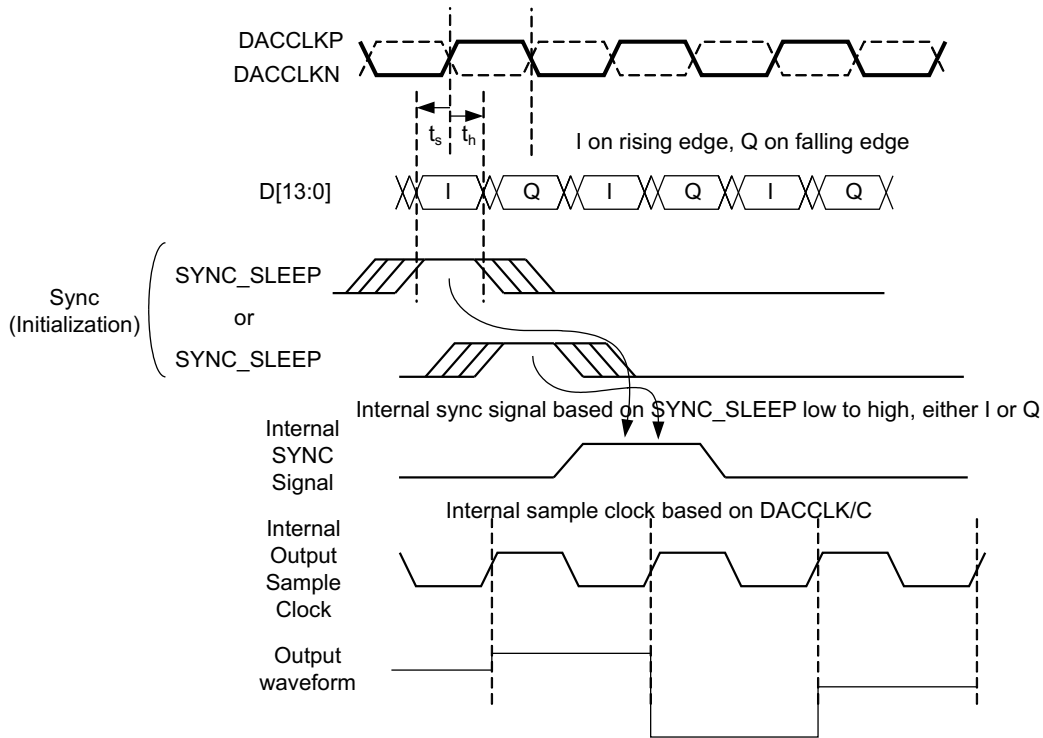 DACCLKP
DACCLKN
ts
th
I on rising edge, Q on falling edge
D[13:0]
I
Q
I
Q
I
Q
SYNC_SLEEP
Sync
(Initialization)
or
SYNC_SLEEP
Internal sync signal based on SYNC_SLEEP low to high, either I or Q
Internal
SYNC
Signal
Internal sample clock based on DACCLK/C
Internal
Output
Sample
Clock
Output
waveform